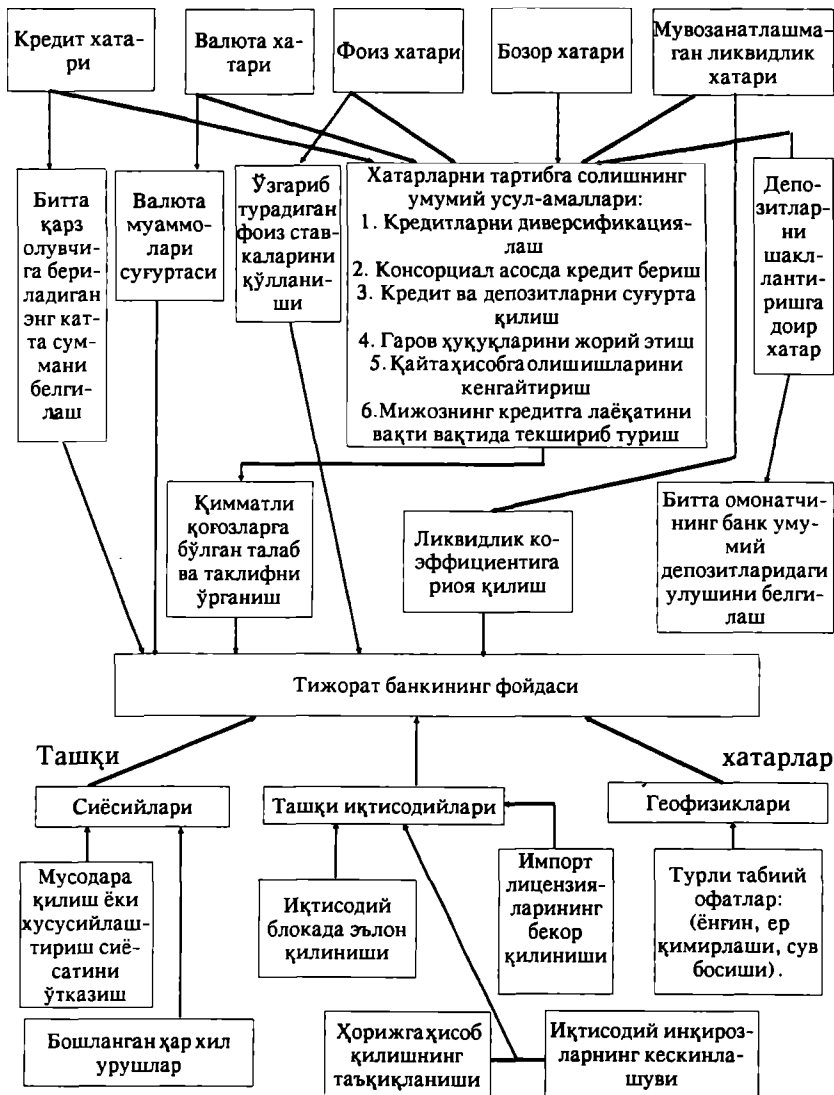 Кредит хата-
ри
Валюта ха-
тари
Фоиз хатари
Бозор хатари
Мувозанатлашма-
ган ликвидлик
хатари
Битта
қарз
олувчи-
га бери-
ладиган
энг кат-
та сум-
мани
белги-
лаш
Валюта
муаммо-
лари
суғуртаси
Ўзгариб
турадиган
фоиз став-
каларини
қўллани-
ши
Хатарларни тартибга солишнинг
умумий усул-амаллари:
1. Кредитларни диверсификация-
лаш
2. Консорциал асосда кредит бериш
3. Кредит ва депозитларни суғурта
қилиш
4. Гаров ҳуқуқларини жорий этиш
5. Қайта ҳисобга олиш ишларини
кенгайтириш
6. Мижознинг кредитга лаёқатини
вақти вақтида текшириб туриш
Депо-
зитлар-
ни
шакл-
ланти-
ришга
доир
хатар
Қимматли
қоғозларга
бўлган талаб
ва таклифни
ўрганиш
Ликвидлик ко-
эффициентига
риоя қилиш
Битта омонатчи-
нинг банк уму-
мий
депозитларидаги
улушини белги-
лаш
Тижорат банкининг фойдаси
Ташқи хатарлар
Сиёсийлари
Ташқи иқтисодийлари
Геофизиклари
Мусодара
қилиш ёки
хусусийлаш-
тириш сиё-
сатини
ўтказиш
Иқтисодий
блокада эълон
қилиниши
Импорт
лицензия-
ларининг
бекор
қилиниши
Турли табиий
офатлар:
(ёнғин, ер
қимирлаши, сув
босиши).
Бошланган ҳар хил
урушлар
Ҳорижга ҳисоб
қилишнинг
таъқиқланиши
Иқтисодий инқироз-
ларнинг кескинла-
шуви